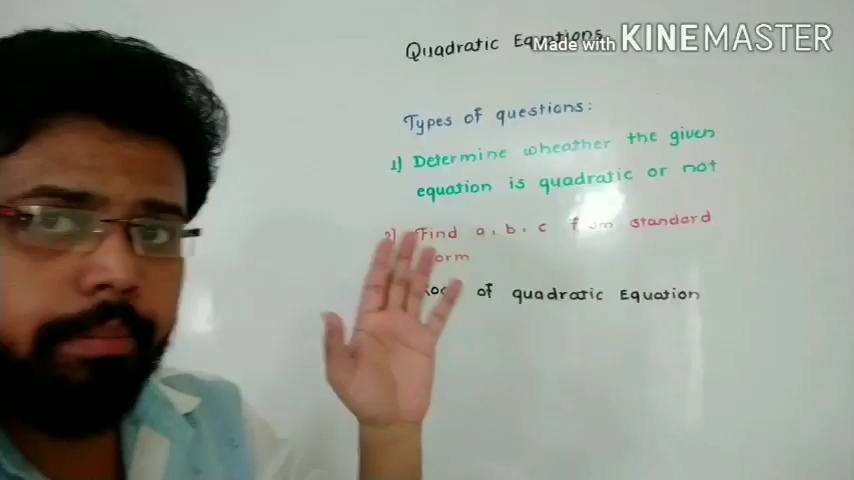 Quadratic Equations
Made with KINEMASTER
Types of questions:
1) Determine wheather the given
equation is quadratic or not
Find a, b, c standard
of quadratic Equation